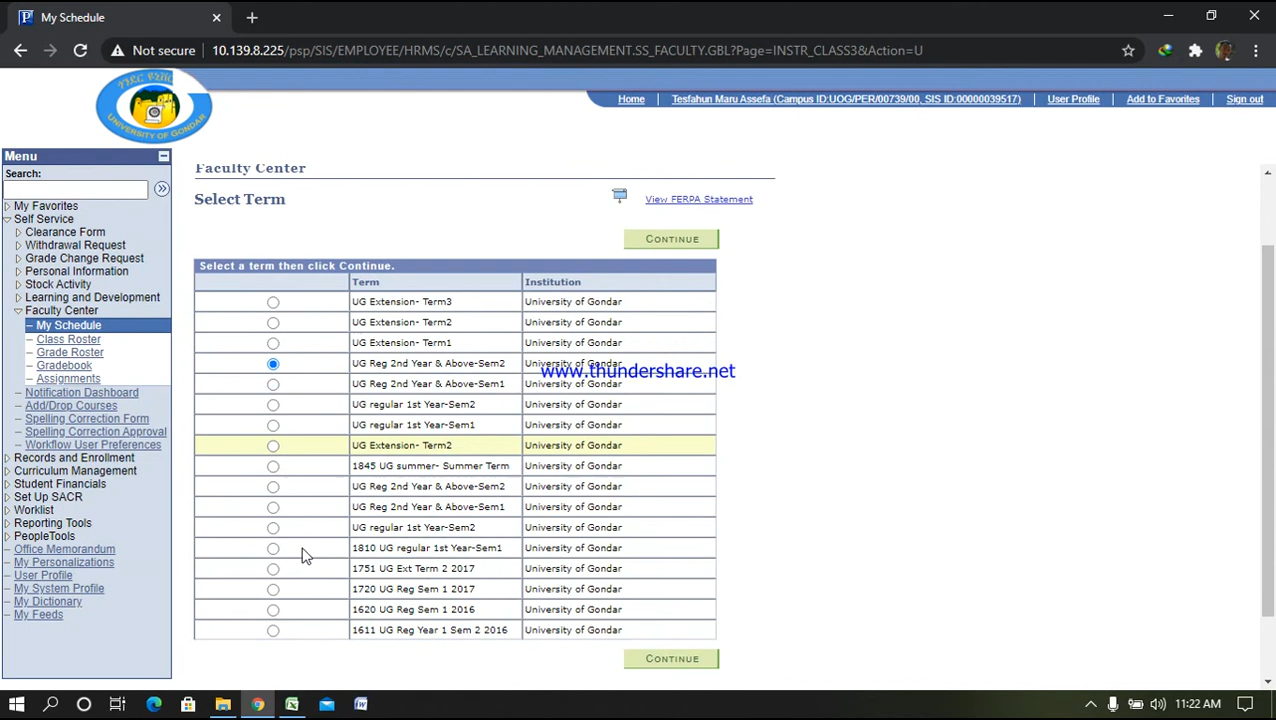 My Schedule
Not secure
10.139.8.225/psp/SIS/EMPLOYEE/HRMS/c/SA_LEARNING_MANAGEMENT.SS_FACULTY.GBL?Page=INSTR_CLASS3&Action=U
UNIVERSITY OF GONDAR
Home
Tesfahun Maru Assefa (Campus ID:UOG/PER/00739/00, SIS ID:00000039517)
User Profile
Add to Favorites
Sign out
Menu
Search:
My Favorites
Self Service
Clearance Form
Withdrawal Request
Grade Change Request
Personal Information
Stock Activity
Learning and Development
Faculty Center
My Schedule
Class Roster
Grade Roster
Gradebook
Assignments
Notification Dashboard
Add/Drop Courses
Spelling Correction Form
Spelling Correction Approval
Workflow User Preferences
Records and Enrollment
Curriculum Management
Student Financials
Set Up SACR
Worklist
Reporting Tools
PeopleTools
Office Memorandum
My Personalizations
User Profile
My System Profile
My Dictionary
My Feeds
Faculty Center
Select Term
View FERPA Statement
CONTINUE
Select a term then click Continue.
Term Institution
UG Extension- Term3 University of Gondar
UG Extension- Term2 University of Gondar
UG Extension- Term1 University of Gondar
UG Reg 2nd Year & Above-Sem2 University of Gondar
www.thundershare.net
UG Reg 2nd Year & Above-Sem1 University of Gondar
UG regular 1st Year-Sem2 University of Gondar
UG regular 1st Year-Sem1 University of Gondar
UG Extension- Term2 University of Gondar
1845 UG summer- Summer Term University of Gondar
UG Reg 2nd Year & Above-Sem2 University of Gondar
UG Reg 2nd Year & Above-Sem1 University of Gondar
UG regular 1st Year-Sem2 University of Gondar
1810 UG regular 1st Year-Sem1 University of Gondar
1751 UG Ext Term 2 2017 University of Gondar
1720 UG Reg Sem 1 2017 University of Gondar
1620 UG Reg Sem 1 2016 University of Gondar
1611 UG Reg Year 1 Sem 2 2016 University of Gondar
CONTINUE
11:22 AM